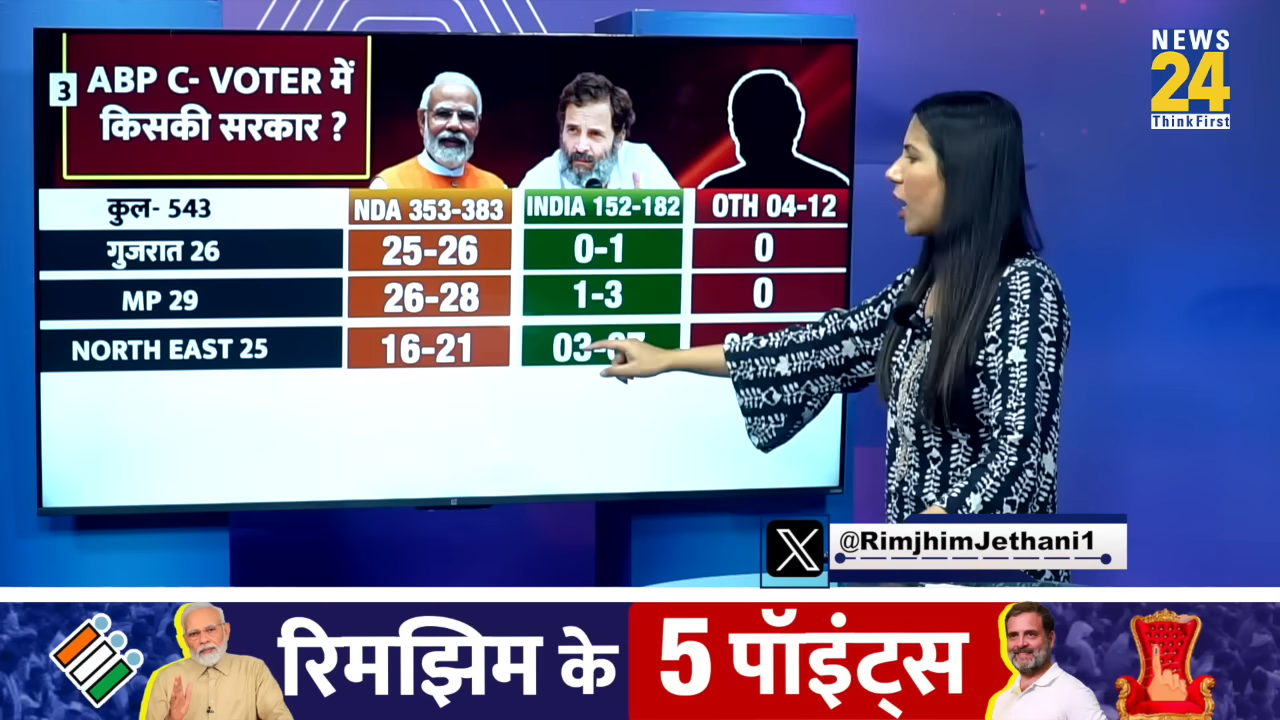 NEWS
24
Think First
3
ABP C- VOTER में
किसकी सरकार ?
कुल- 543 NDA 353-383 INDIA 152-182 OTH 04-12
गुजरात 26 25-26 0-1 0
MP 29 26-28 1-3 0
NORTH EAST 25 16-21
@RimjhimJethani1
रिमझिम के 5 पॉइंट्स